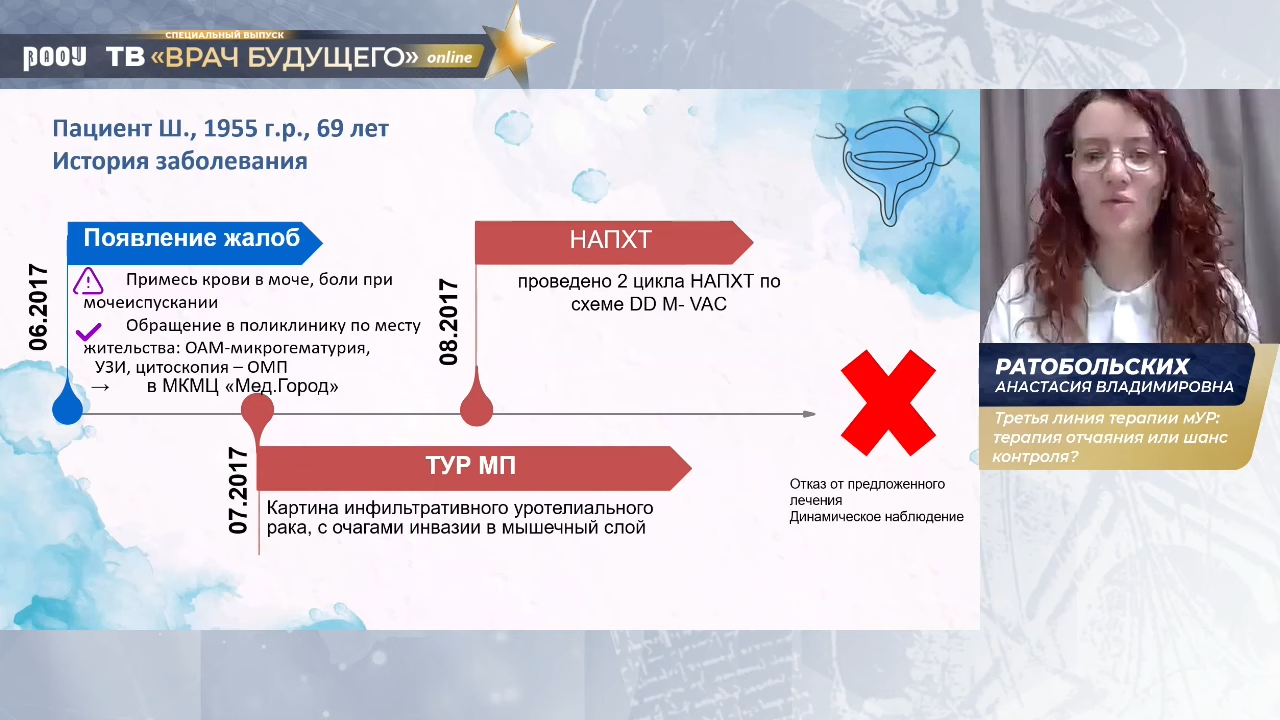 СПЕЦИАЛЬНЫЙ ВЫПУСК
РООУ ТВ «ВРАЧ БУДУЩЕГО» online
Пациент Ш., 1955 г.р., 69 лет
История заболевания
06.2017
Появление жалоб
Примесь крови в моче, боли при
мочеиспускании
Обращение в поликлинику по месту
жительства: ОАМ-микрогематурия,
УЗИ, цитоскопия – ОМП
→ в МКМЦ «Мед.Город»
07.2017
ТУР МП
Картина инфильтративного уротелиального
рака, с очагами инвазии в мышечный слой
08.2017
НАПХТ
проведено 2 цикла НАПХТ по
схеме DD M- VAC
Отказ от предложенного
лечения
Динамическое наблюдение
РАТОБОЛЬСКИХ
АНАСТАСИЯ ВЛАДИМИРОВНА
Третья линия терапии мУР:
терапия отчаяния или шанс
контроля?